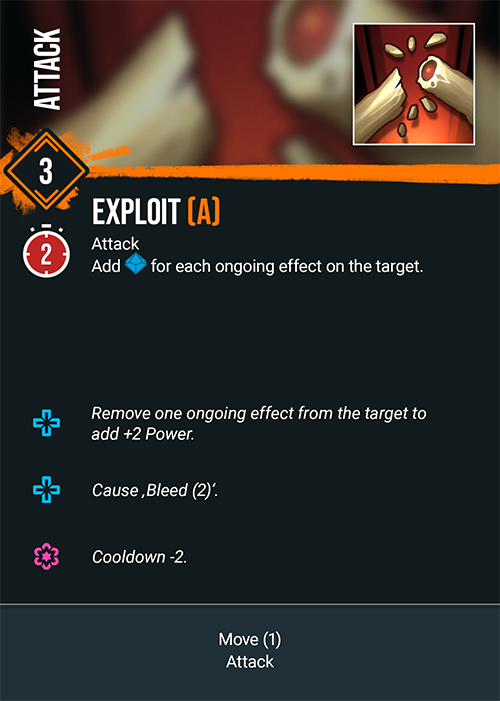 ATTACK
3
EXPLOIT (A)
2
Attack
Add for each ongoing effect on the target.
Remove one ongoing effect from the target to
add +2 Power.
Cause ‚Bleed (2)‘.
Cooldown -2.
Move (1)
Attack